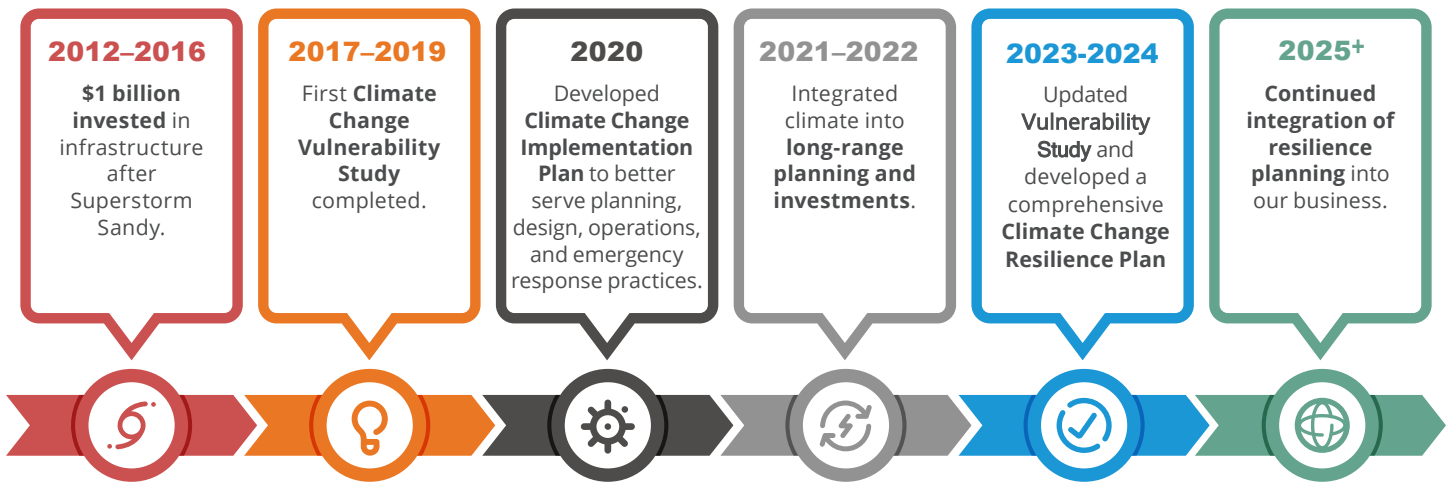 2012–2016
$1 billion
invested in
infrastructure
after
Superstorm
Sandy.
2017–2019
First Climate
Change
Vulnerability
Study
completed.
2020
Developed
Climate Change
Implementation
Plan to better
serve planning,
design, operations,
and emergency
response practices.
2021–2022
Integrated
climate into
long-range
planning and
investments.
2023-2024
Updated
Vulnerability
Study and
developed a
comprehensive
Climate Change
Resilience Plan
2025+
Continued
integration of
resilience
planning into
our business.